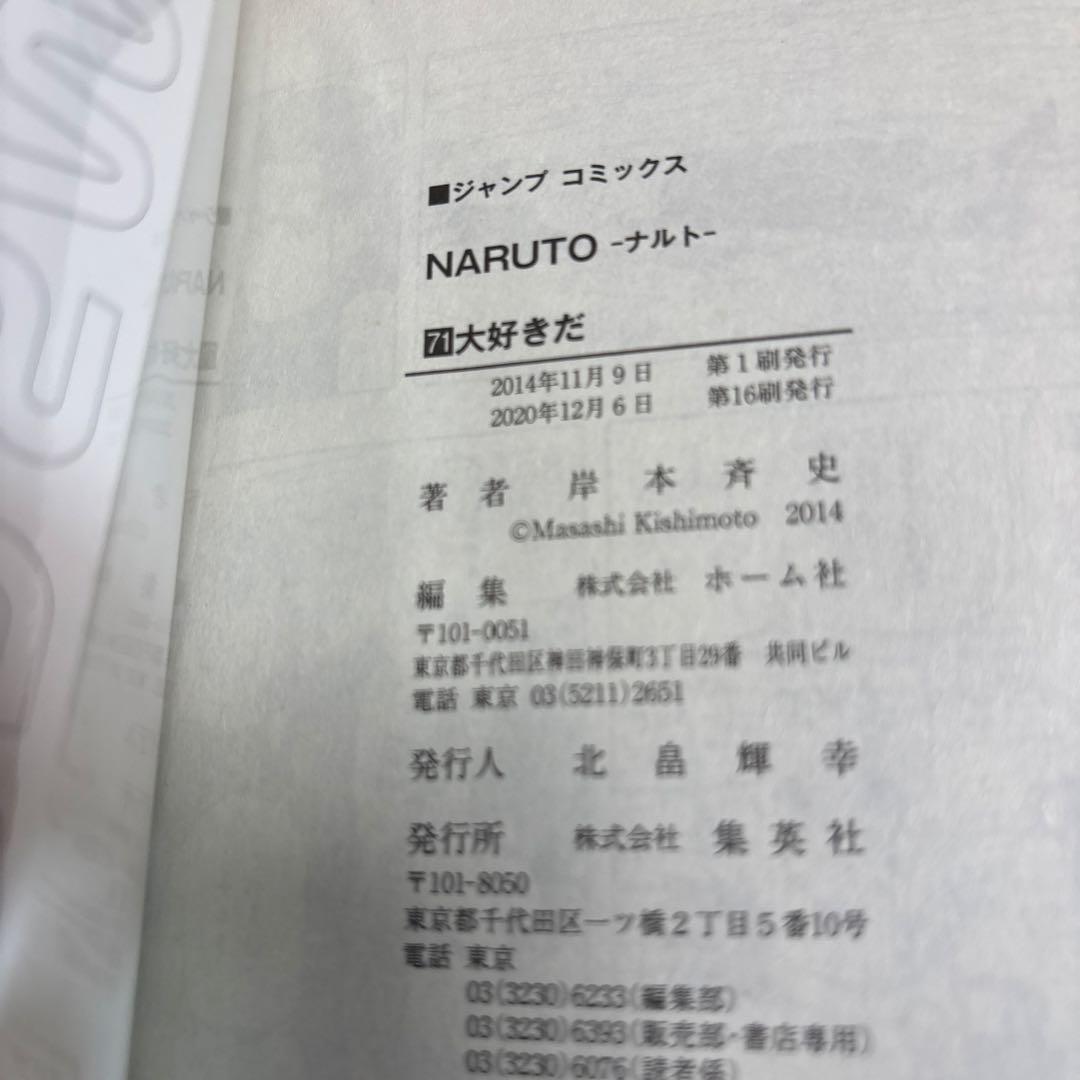 ■ジャンプ コミックス
NARUTO -ナルト-
71大好きだ
2014年11月9日 第1刷発行
2020年12月6日 第16刷発行
著者 岸本斉史
©Masashi Kishimoto 2014
編集 株式会社 ホーム社
〒101-0051
東京都千代田区神田神保町3丁目29番 共同ビル
電話 東京 03(5211)2651
発行人 北畠輝幸
発行所 株式会社 集英社
〒101-8050
東京都千代田区一ツ橋2丁目5番10号
電話 東京
03(3230)6233(編集部)
03(3230)6393(販売部・書店専用)
03(3230)6076(読者係)